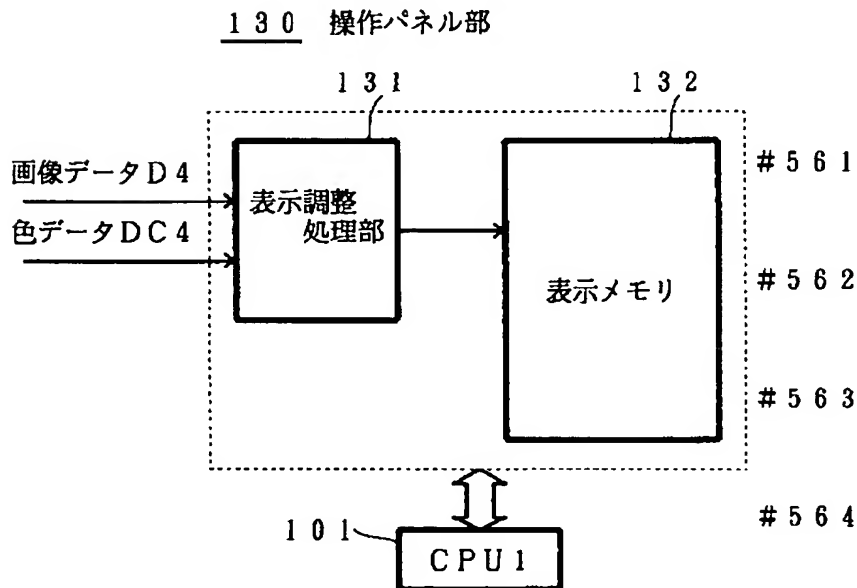 １３０ 操作パネル部
１３１
１３２
画像データＤ４
色データＤＣ４
表示調整
処理部
表示メモリ
＃５６１
＃５６２
＃５６３
＃５６４
１０１
ＣＰＵ１